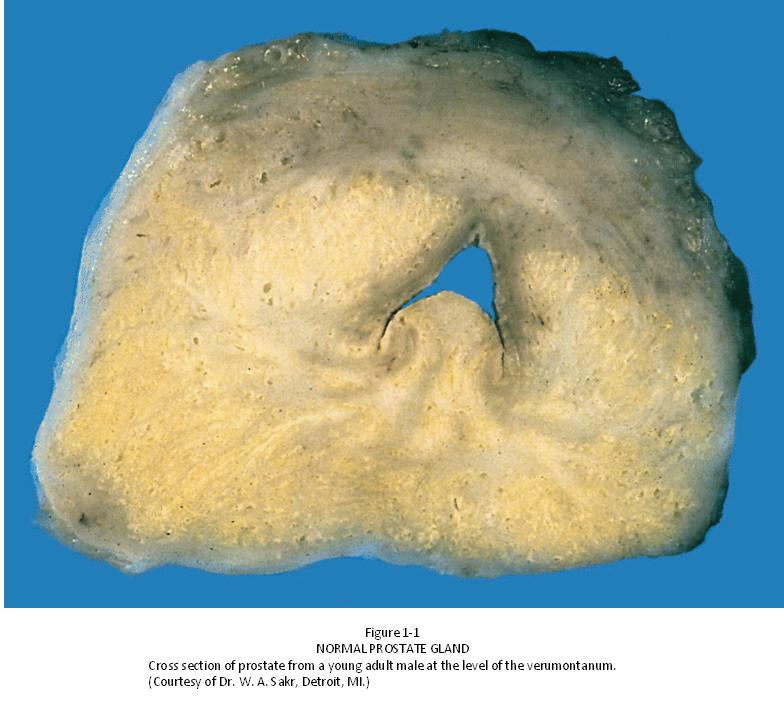 Figure 1-1
NORMAL PROSTATE GLAND
Cross section of prostate from a young adult male at the level of the verumontanum.
(Courtesy of Dr. W. A. Sakr, Detroit, MI.)